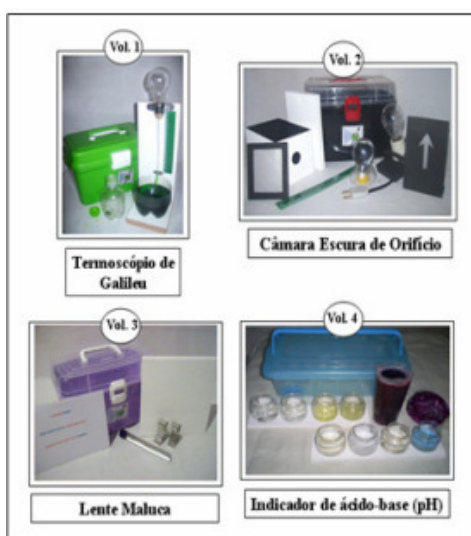 Vol. 1
Vol. 2
Termoscópio de
Galileu
Câmara Escura de Orifício
Vol. 3
Vol. 4
Lente Maluca
Indicador de ácido-base (pH)